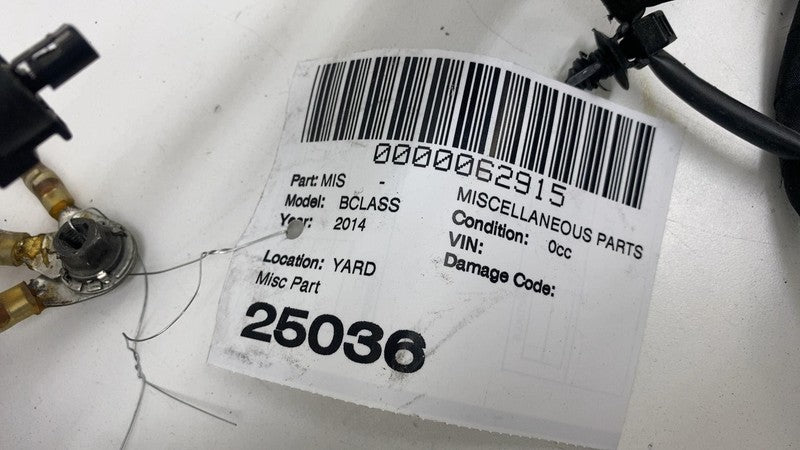 0000062915
Part: MIS -
MISCELLANEOUS PARTS
Model: BCLASS
Condition: 0cc
Year: 2014
VIN:
Damage Code:
Location: YARD
Misc Part
25036